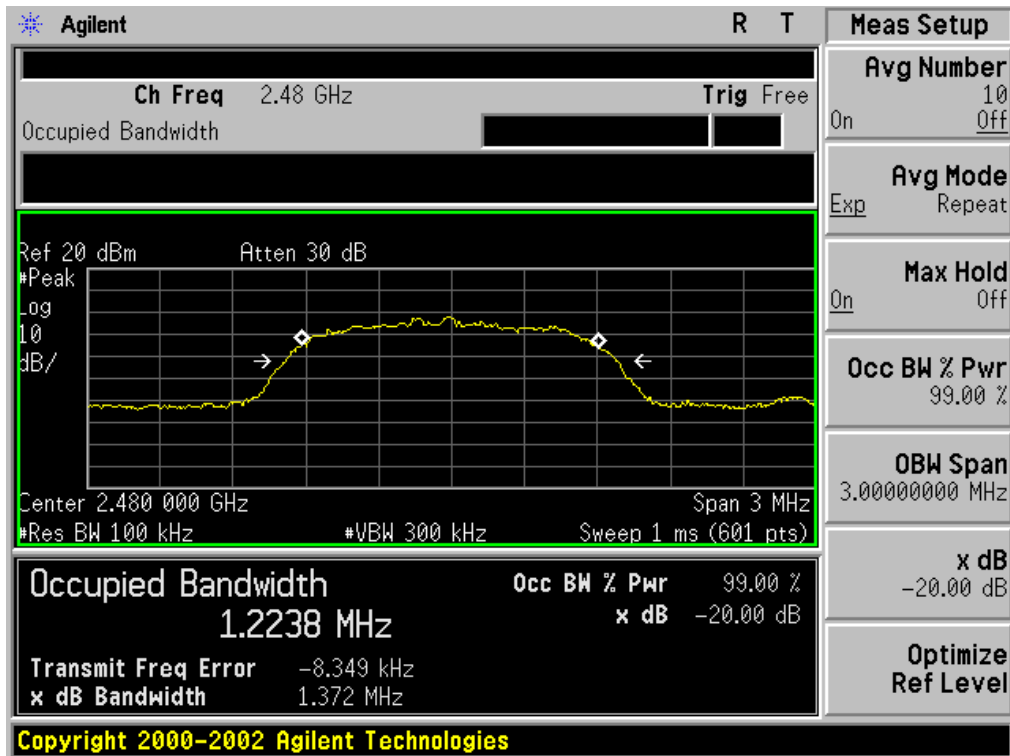 Agilent
R T
Ch Freq 2.48 GHz
Trig Free
Occupied Bandwidth
Ref 20 dBm
Atten 30 dB
#Peak
Log
10
dB/
Center 2.480 000 GHz
Span 3 MHz
#Res BW 100 kHz
#VBW 300 kHz
Sweep 1 ms (601 pts)
Occupied Bandwidth
1.2238 MHz
Occ BW % Pwr 99.00 %
x dB -20.00 dB
Transmit Freq Error -8.349 kHz
x dB Bandwidth 1.372 MHz
Copyright 2000-2002 Agilent Technologies
Meas Setup
Avg Number
10
On Off
Avg Mode
Exp Repeat
Max Hold
On Off
Occ BW % Pwr
99.00 %
OBW Span
3.00000000 MHz
x dB
-20.00 dB
Optimize
Ref Level